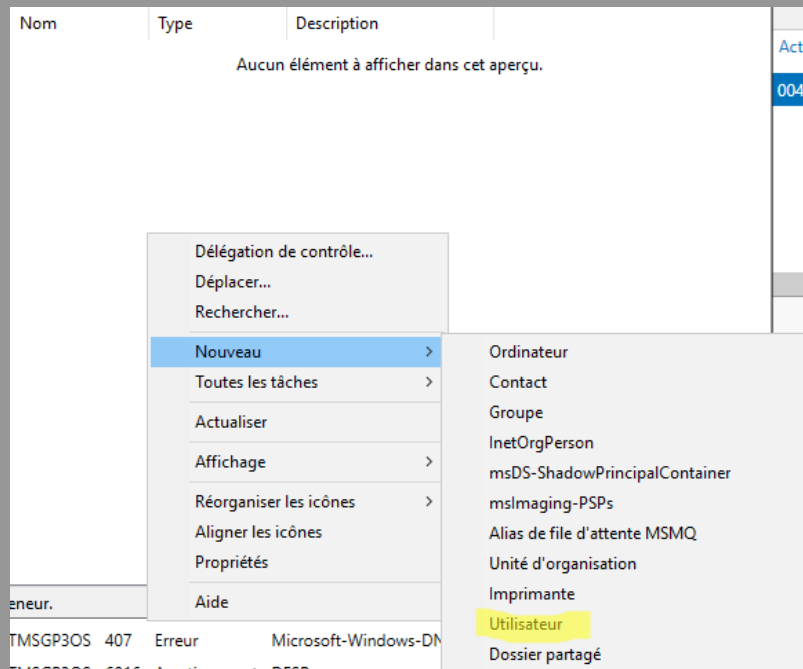 Nom Type Description
Act
Aucun élément à afficher dans cet aperçu.
004
Délégation de contrôle...
Déplacer...
Rechercher...
Nouveau
Toutes les tâches
Actualiser
Affichage
Réorganiser les icônes
Aligner les icônes
Propriétés
Aide
Ordinateur
Contact
Groupe
InetOrgPerson
msDS-ShadowPrincipalContainer
msImaging-PSPs
Alias de file d'attente MSMQ
Unité d'organisation
Imprimante
Utilisateur
Dossier partagé
eneur.
TMSGP3OS 407 Erreur Microsoft-Windows-DN